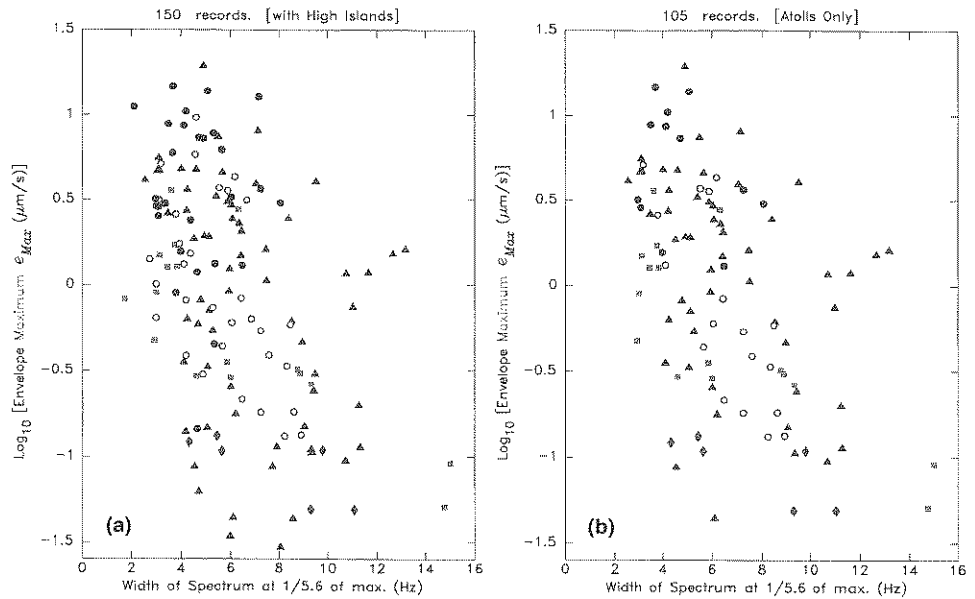 150 records. [with High Islands]
1.5
1
0.5
0
−0.5
−1
−1.5
Log10 [Envelope Maximum eMax (μm/s)]
(a)
0 2 4 6 8 10 12 14 16
Width of Spectrum at 1/5.6 of max. (Hz)
105 records. [Atolls Only]
1.5
1
0.5
0
−0.5
−1
−1.5
Log10 [Envelope Maximum eMax (μm/s)]
(b)
0 2 4 6 8 10 12 14 16
Width of Spectrum at 1/5.6 of max. (Hz)